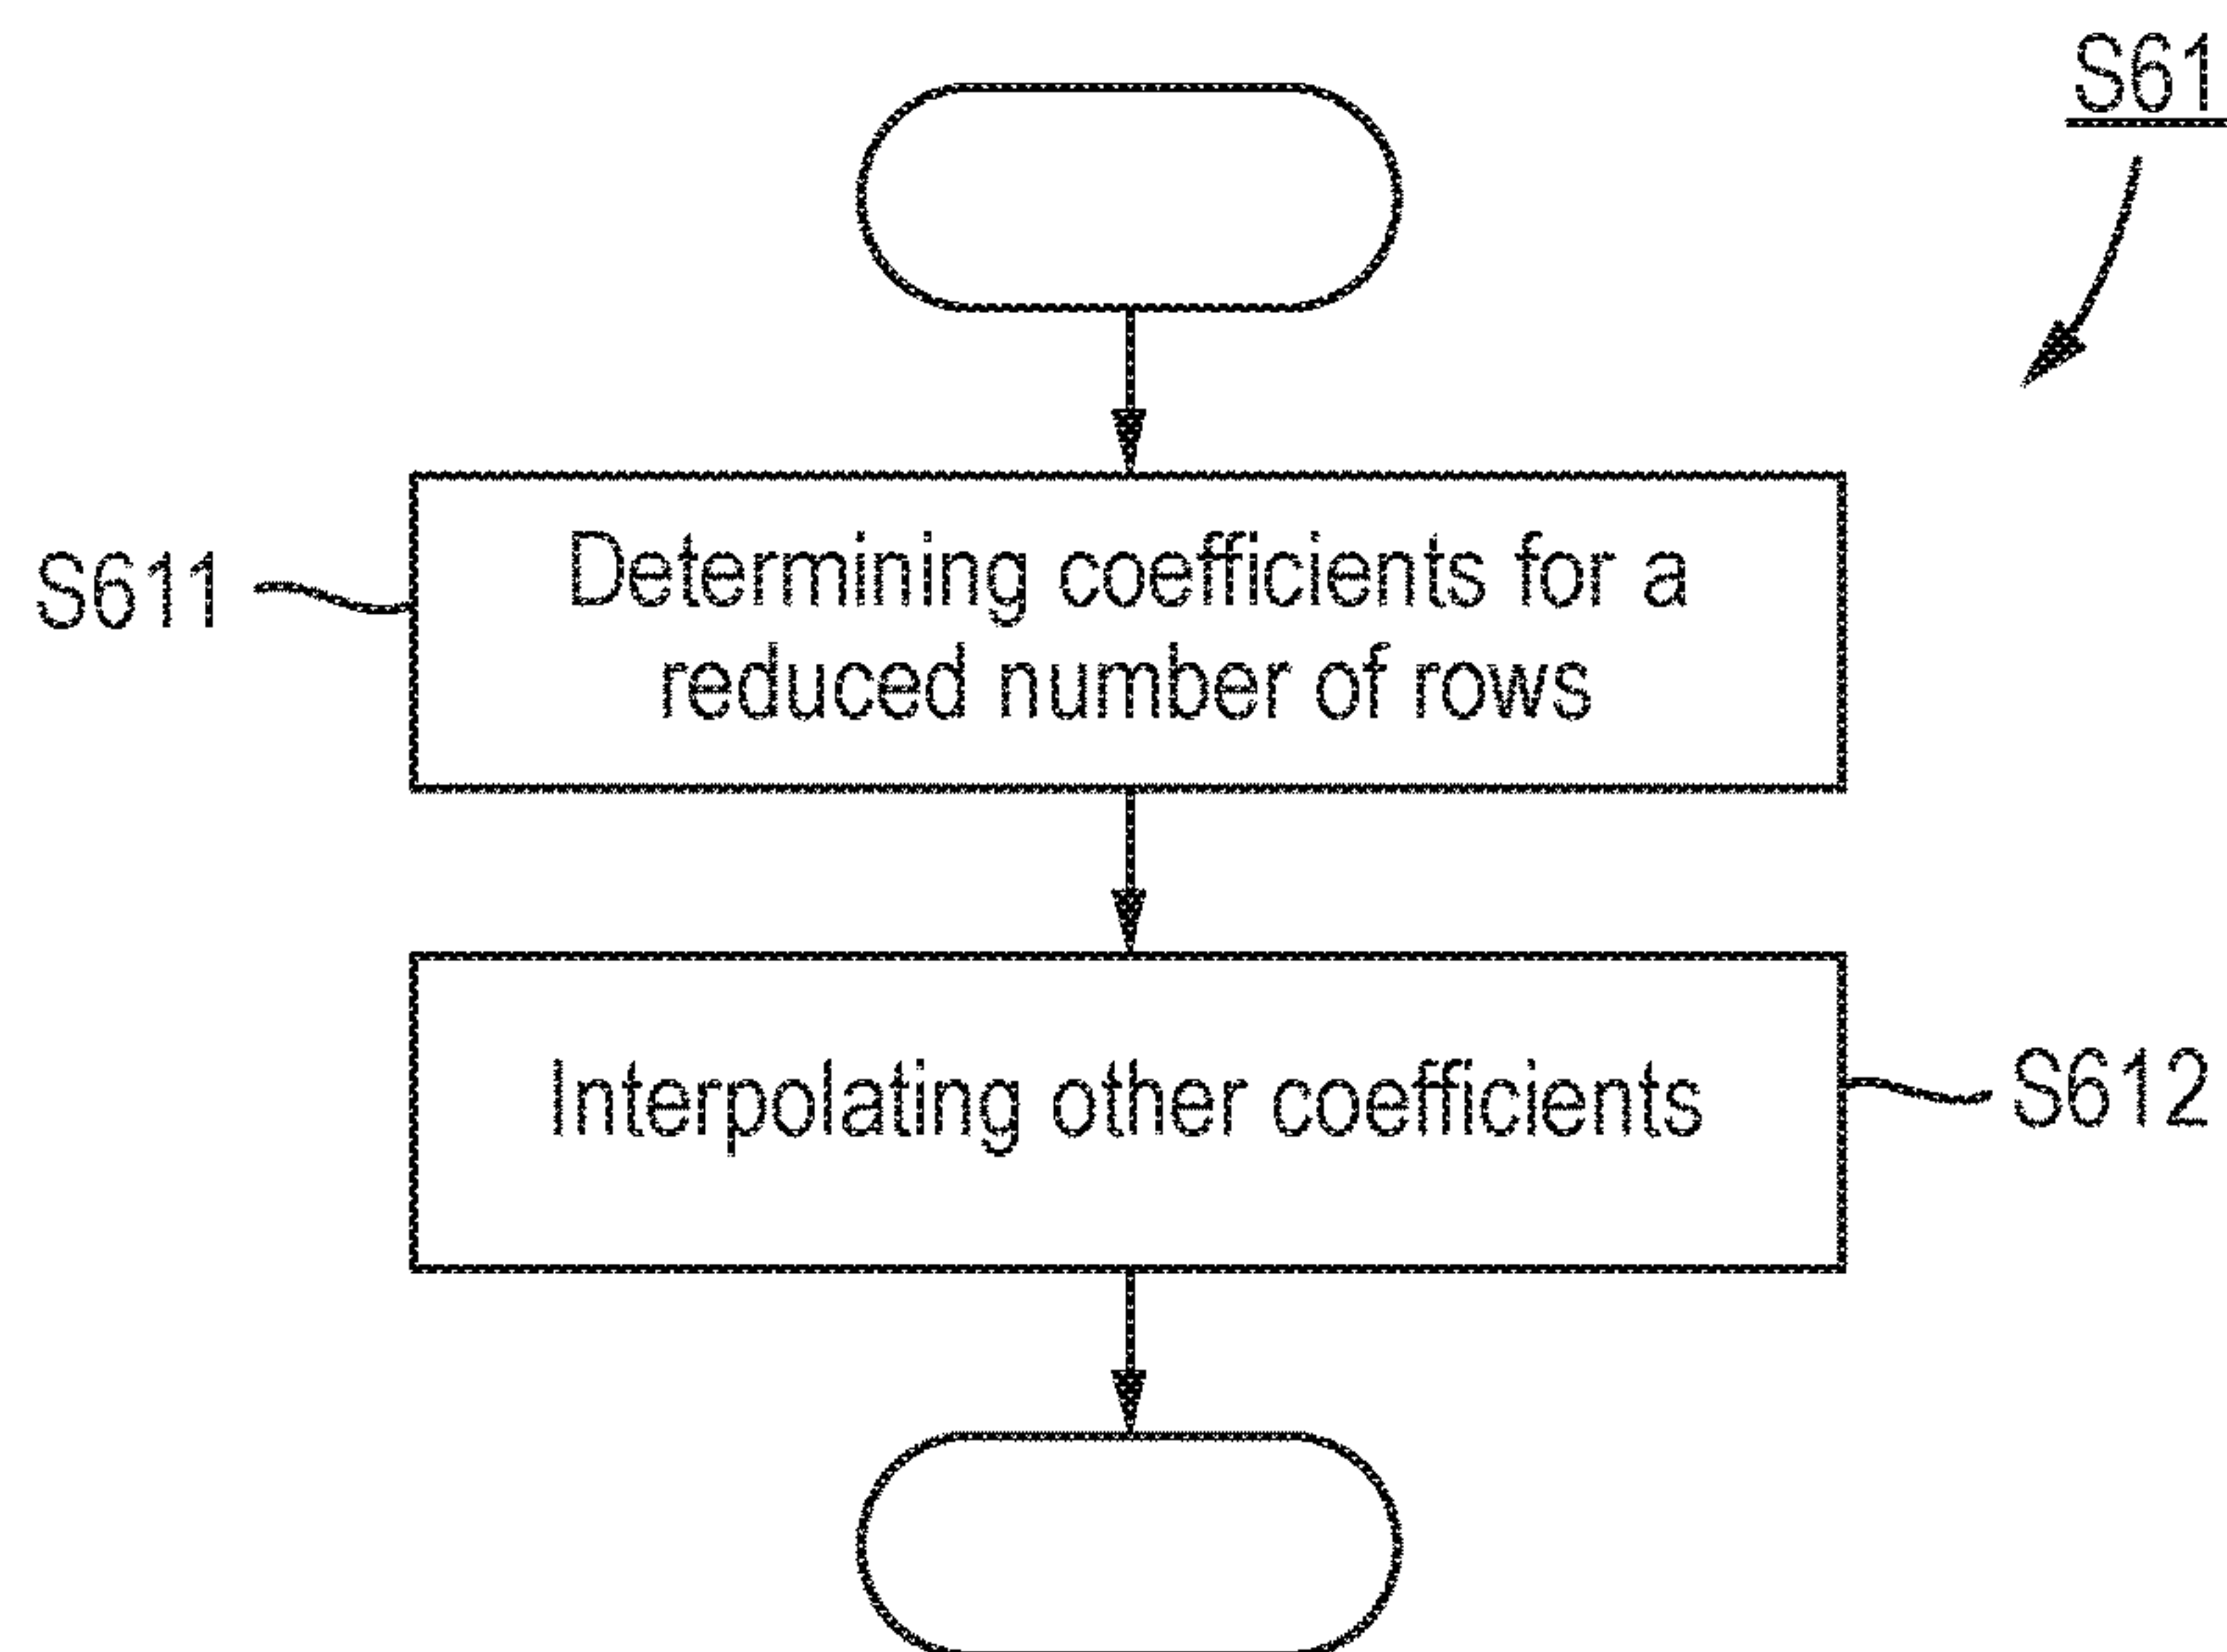 S61
S611
Determining coefficients for a
reduced number of rows
Interpolating other coefficients
S612